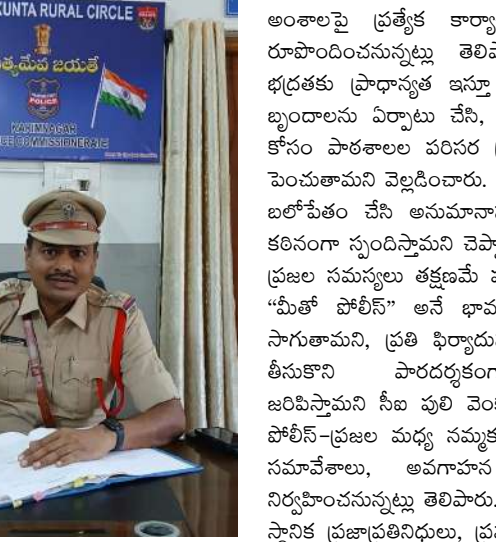 KUNTA RURAL CIRCLE
త్యమేవ జయతే
POLICE
KARIMNAGAR
CE COMMISSIONERATE
అంశాలపై ప్రత్యేక కార్యా
రూపొందించనున్నట్లు తెలిపా
భద్రతకు ప్రాధాన్యత ఇస్తూ
బృందాలను ఏర్పాటు చేసి,
కోసం పాఠశాలల పరిసర
పెంచుతామని వెల్లడించారు.
బలోపేతం చేసి అనుమానా
కఠినంగా స్పందిస్తామని చెప్పా
ప్రజల సమస్యలు తక్షణమే
“మీతో పోలీస్” అనే భావ
సాగుతామని, ప్రతి ఫిర్యాదు
తీసుకొని పారదర్శకంగ
జరిపిస్తామని సీఐ పులి వెం
పోలీస్-ప్రజల మధ్య నమ్మక
సమావేశాలు, అవగాహన
నిర్వహించనున్నట్లు తెలిపారు.
స్థానిక ప్రజాప్రతినిధులు,